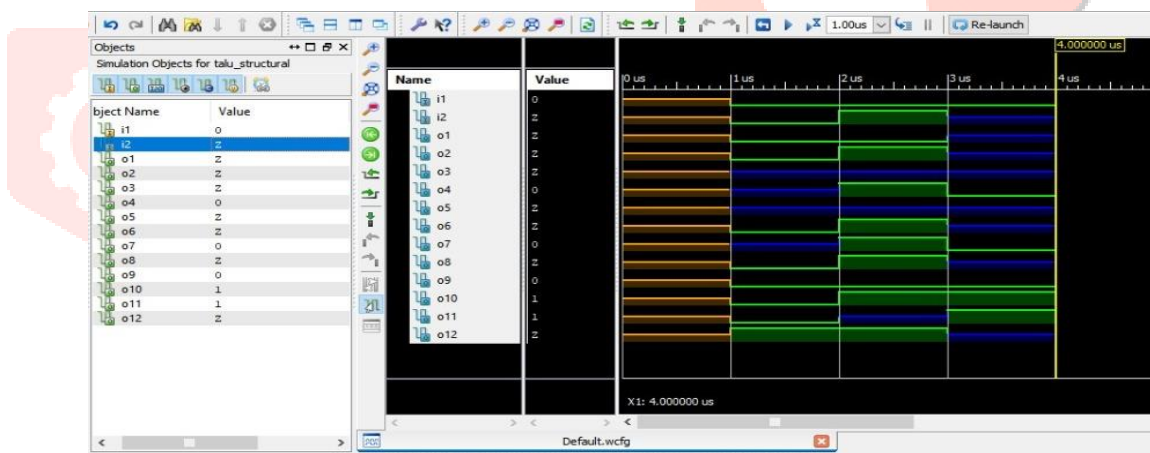 1.00us
Re-launch
Objects
Simulation Objects for talu_structural
bject Name Value
i1 0
i2 z
o1 z
o2 z
o3 z
o4 0
o5 z
o6 z
o7 0
o8 z
o9 0
o10 1
o11 1
o12 z
4.000000 us
Name Value
0 us 1 us 2 us 3 us 4 us
i1 0
i2 z
o1 z
o2 z
o3 z
o4 0
o5 z
o6 z
o7 0
o8 z
o9 0
o10 1
o11 1
o12 z
X1: 4.000000 us
Default.wcfg